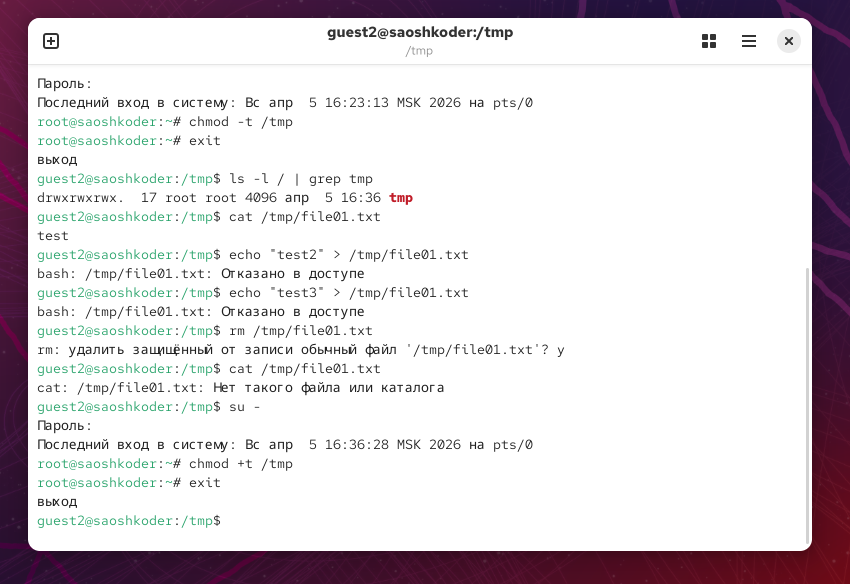 guest2@saoshkoder:/tmp
/tmp
Пароль:
Последний вход в систему: Вс апр  5 16:23:13 MSK 2026 на pts/0
root@saoshkoder:~# chmod -t /tmp
root@saoshkoder:~# exit
выход
guest2@saoshkoder:/tmp$ ls -l / | grep tmp
drwxrwxrwx.  17 root root 4096 апр  5 16:36 tmp
guest2@saoshkoder:/tmp$ cat /tmp/file01.txt
test
guest2@saoshkoder:/tmp$ echo "test2" > /tmp/file01.txt
bash: /tmp/file01.txt: Отказано в доступе
guest2@saoshkoder:/tmp$ echo "test3" > /tmp/file01.txt
bash: /tmp/file01.txt: Отказано в доступе
guest2@saoshkoder:/tmp$ rm /tmp/file01.txt
rm: удалить защищённый от записи обычный файл '/tmp/file01.txt'? y
guest2@saoshkoder:/tmp$ cat /tmp/file01.txt
cat: /tmp/file01.txt: Нет такого файла или каталога
guest2@saoshkoder:/tmp$ su -
Пароль:
Последний вход в систему: Вс апр  5 16:36:28 MSK 2026 на pts/0
root@saoshkoder:~# chmod +t /tmp
root@saoshkoder:~# exit
выход
guest2@saoshkoder:/tmp$